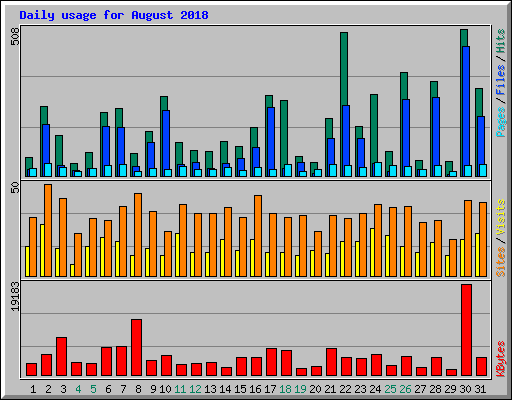 Daily usage for August 2018
508
Pages / Files / Hits
50
Sites / Visits
19183
KBytes
1 2 3 4 5 6 7 8 9 10 11 12 13 14 15 16 17 18 19 20 21 22 23 24 25 26 27 28 29 30 31